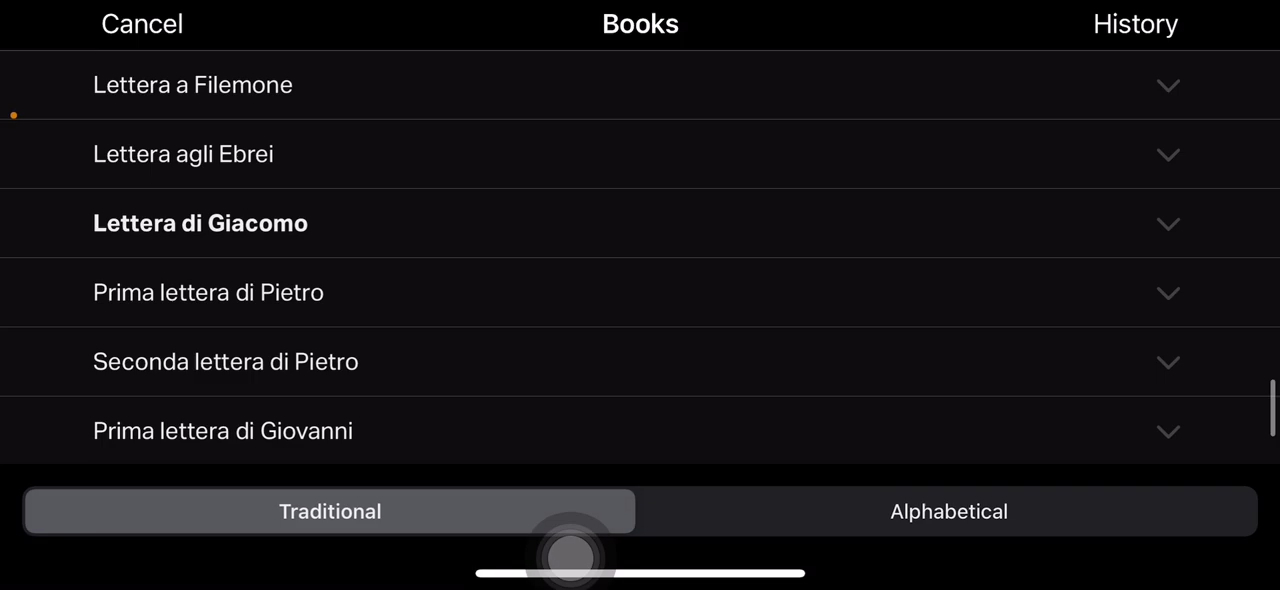 Cancel Books History
Lettera a Filemone
Lettera agli Ebrei
Lettera di Giacomo
Prima lettera di Pietro
Seconda lettera di Pietro
Prima lettera di Giovanni
Traditional Alphabetical